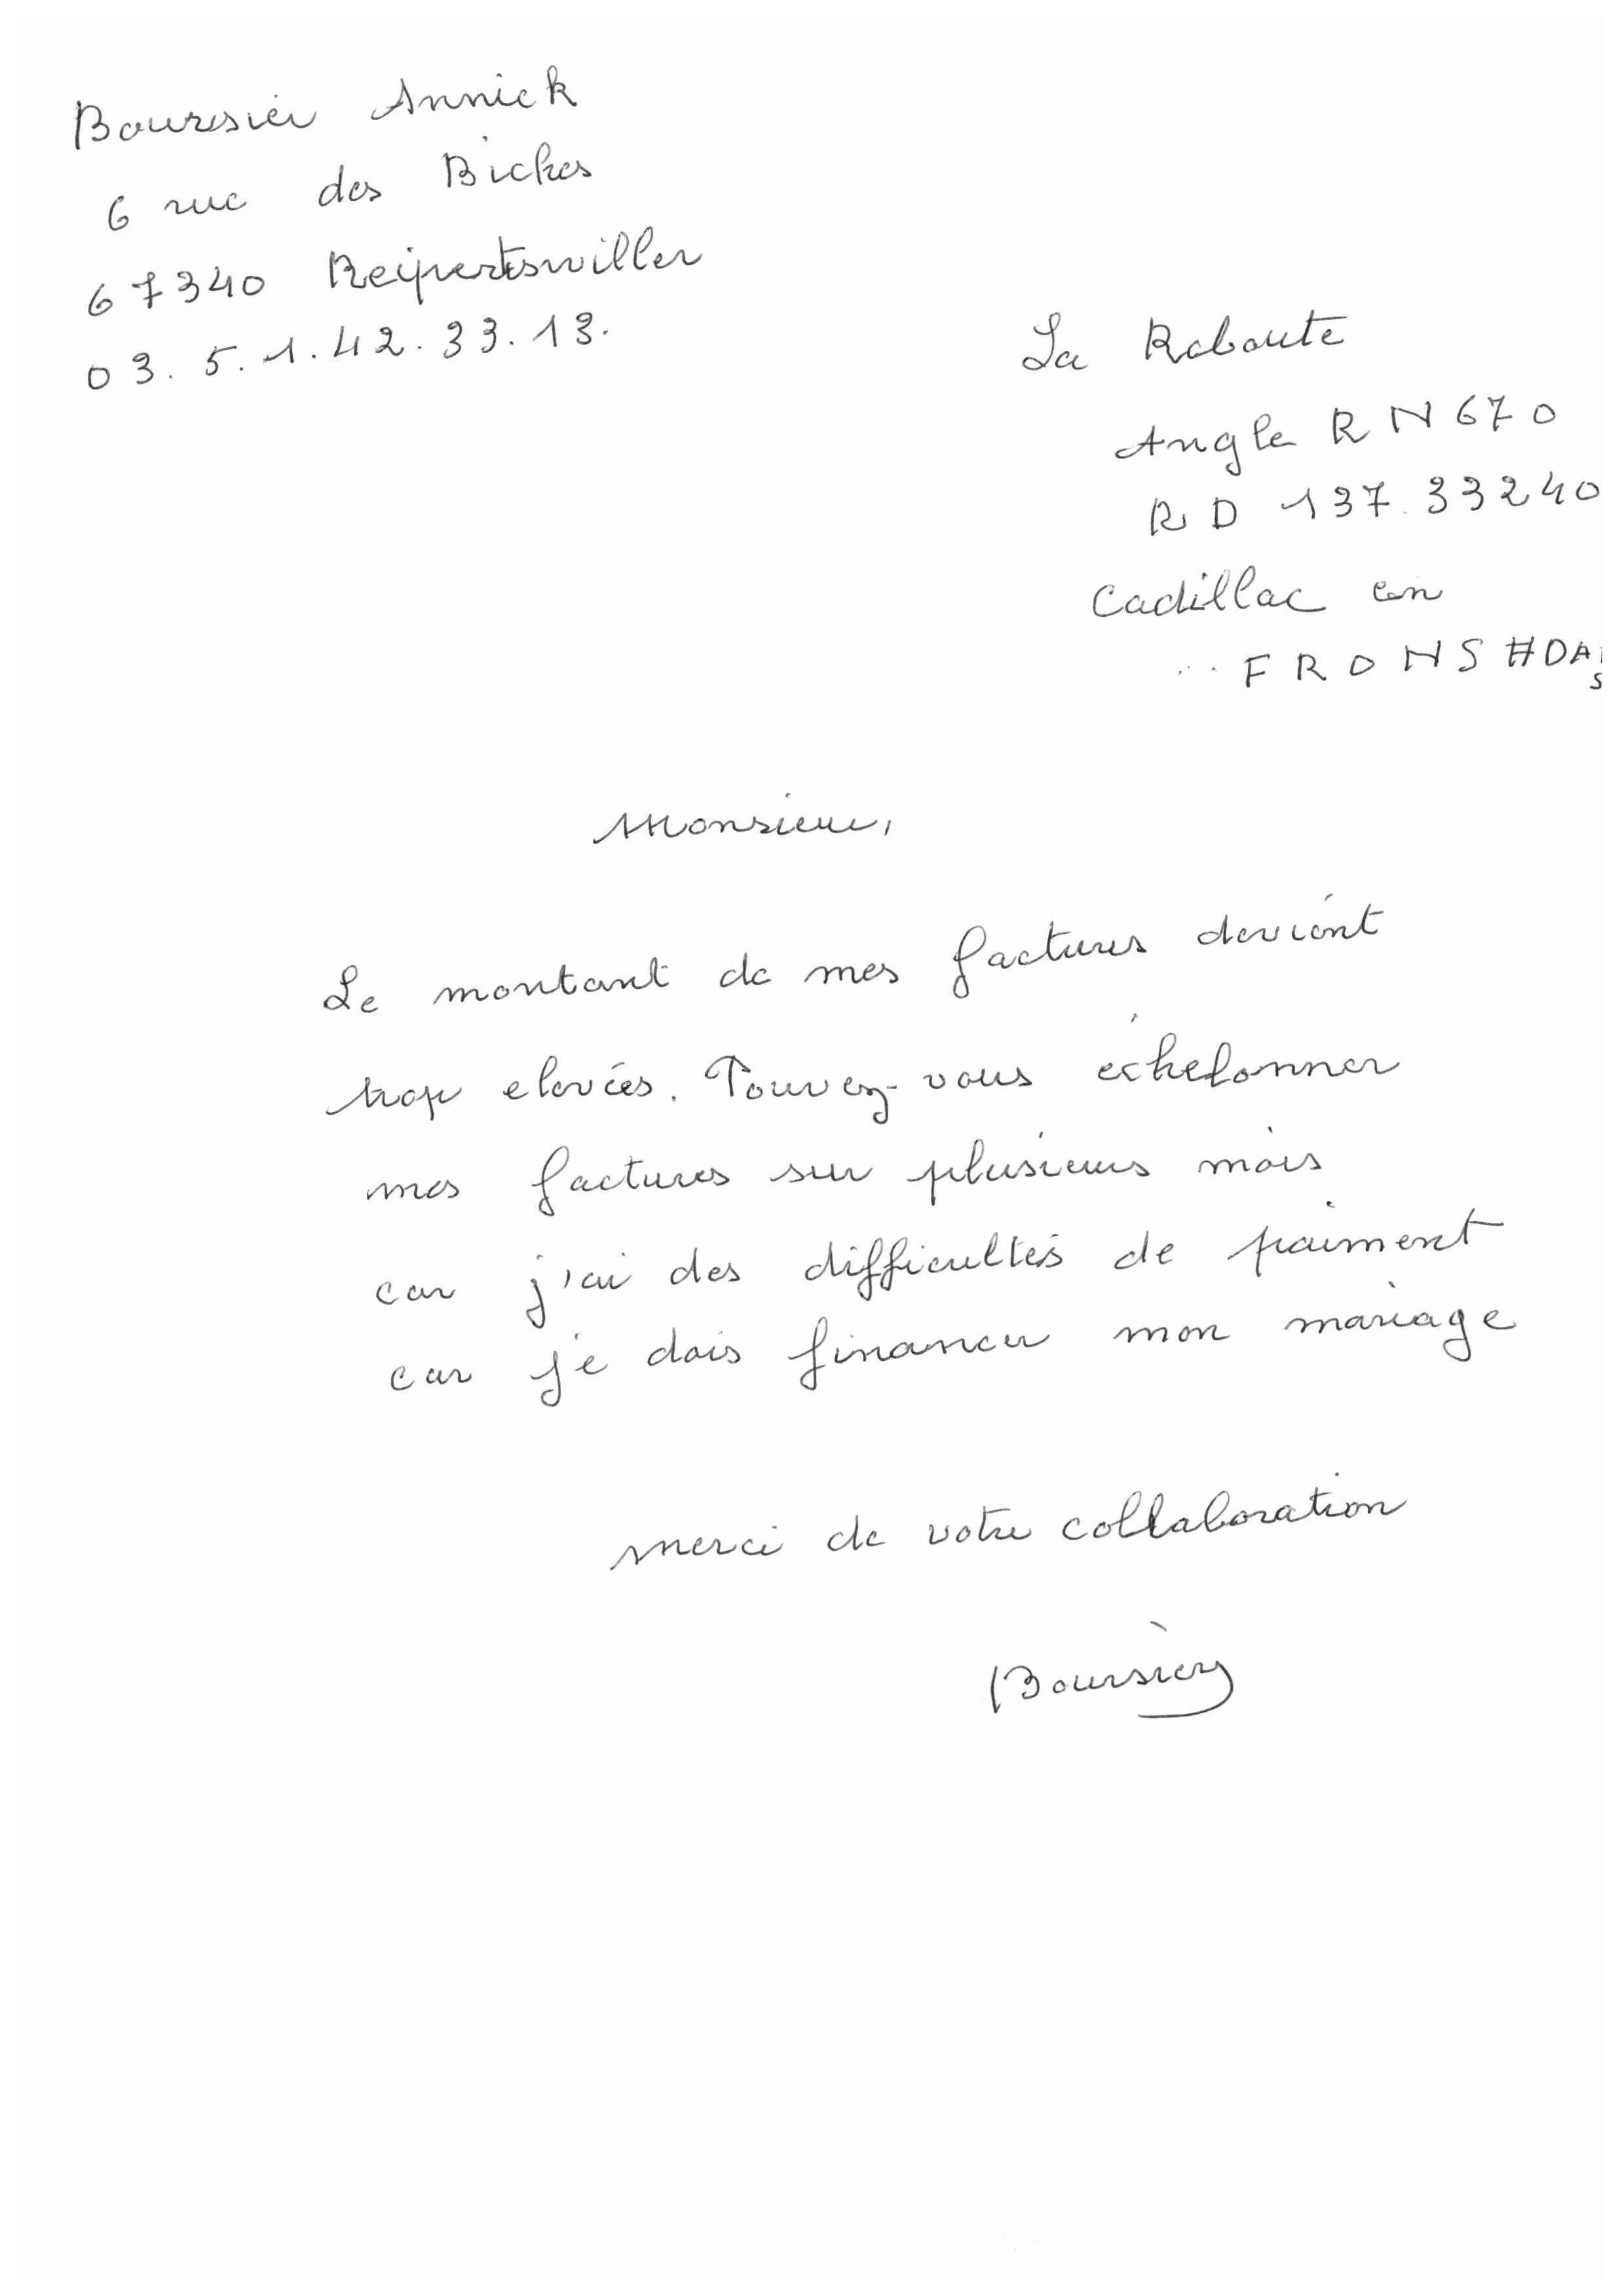 Boursier Annick
6 rue des Biches
67340 Reipertswiller
03.5.1.42.33.13.
La Raboute
Angle RN670
RD 137.33240
Cadillac en
Monsieur,
Le montant de mes factures devient
trop elevées. Pouvez-vous échelonner
mes factures sur plusieurs mois
car j'ai des difficultés de paiment
car je dois financer mon mariage
merci de votre collaboration
Boursier